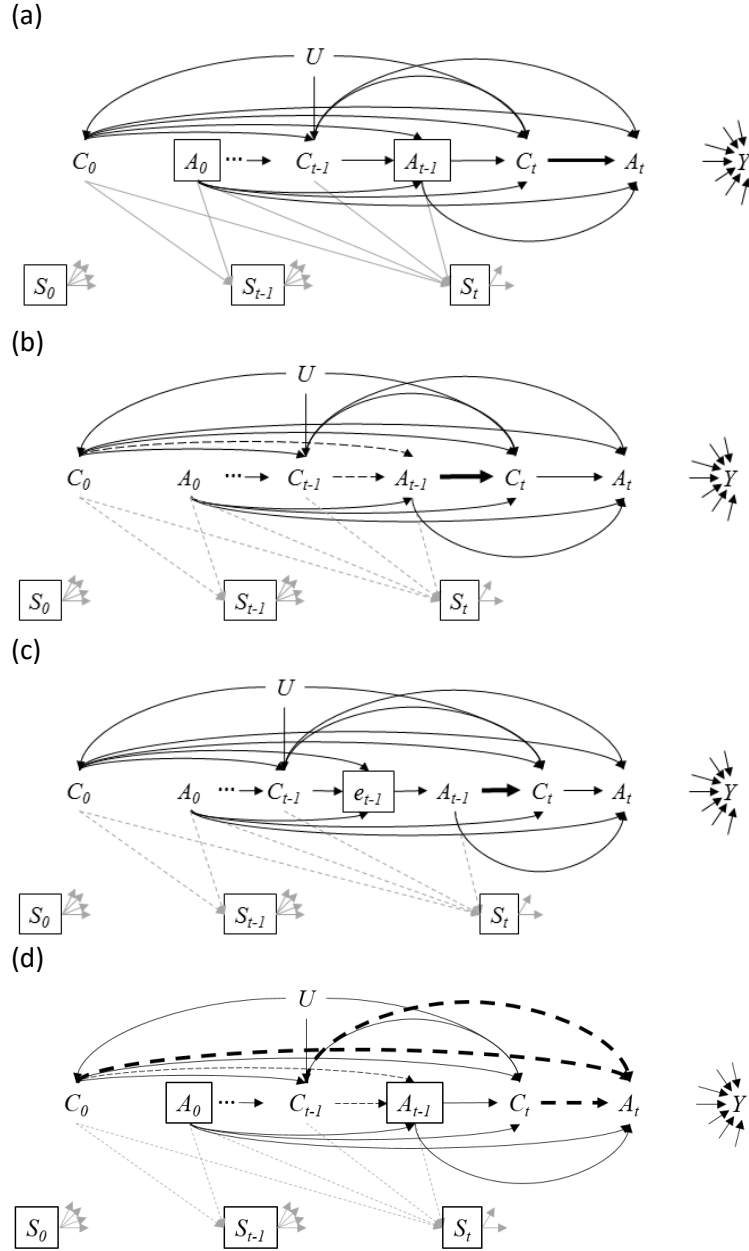 (a)
U
C₀ A₀ ... Cₜ₋₁ Aₜ₋₁ Cₜ Aₜ Y
S₀ Sₜ₋₁ Sₜ
(b)
U
C₀ A₀ ... Cₜ₋₁ Aₜ₋₁ Cₜ Aₜ Y
S₀ Sₜ₋₁ Sₜ
(c)
U
C₀ A₀ ... Cₜ₋₁ eₜ₋₁ Aₜ₋₁ Cₜ Aₜ Y
S₀ Sₜ₋₁ Sₜ
(d)
U
C₀ A₀ ... Cₜ₋₁ Aₜ₋₁ Cₜ Aₜ Y
S₀ Sₜ₋₁ Sₜ